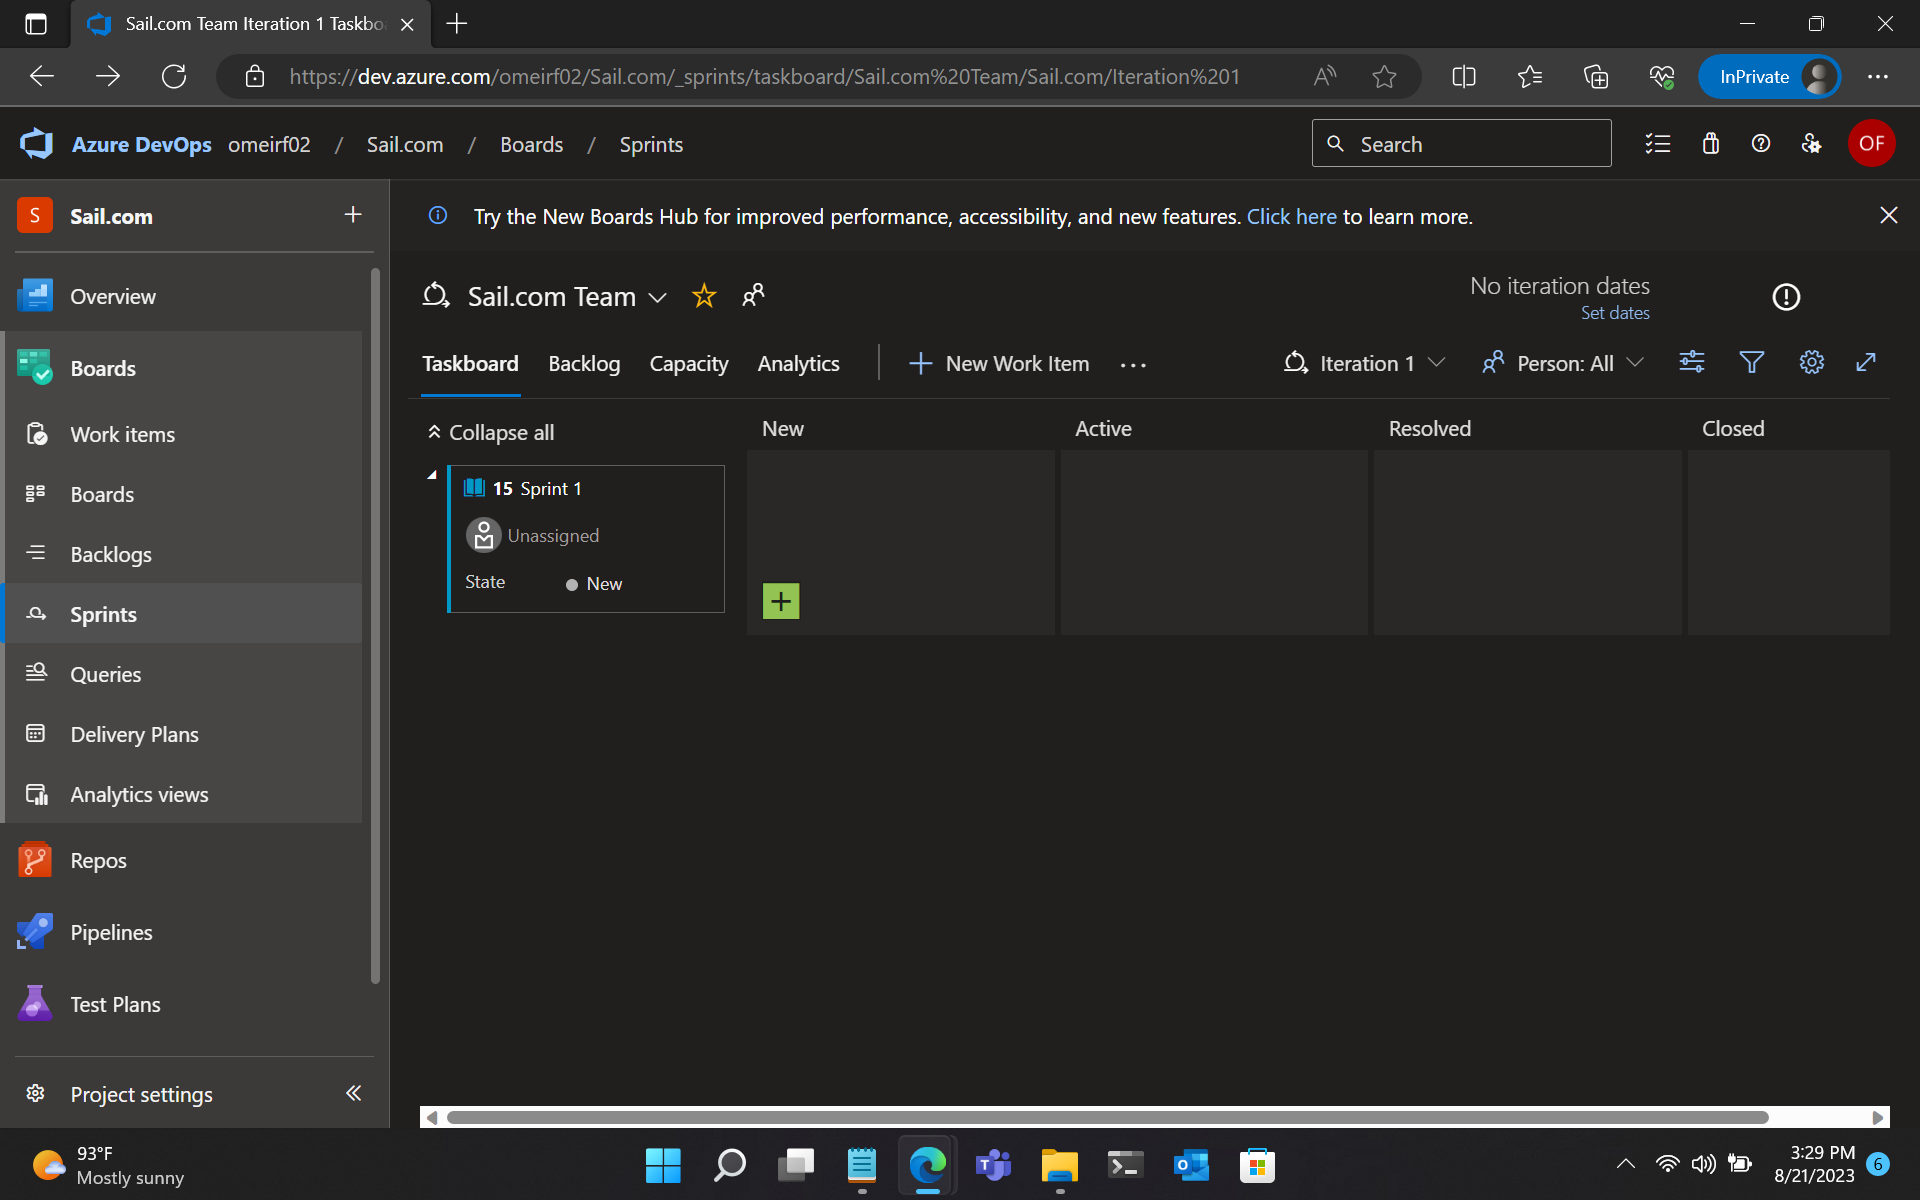 Sail.com Team Iteration 1 Taskbo
https://dev.azure.com/omeirf02/Sail.com/_sprints/taskboard/Sail.com%20Team/Sail.com/Iteration%201
InPrivate
Azure DevOps omeirf02 / Sail.com / Boards / Sprints
Search
OF
S Sail.com
Try the New Boards Hub for improved performance, accessibility, and new features. Click here to learn more.
Overview
Boards
Work items
Boards
Backlogs
Sprints
Queries
Delivery Plans
Analytics views
Repos
Pipelines
Test Plans
Project settings
Sail.com Team
No iteration dates
Set dates
Taskboard Backlog Capacity Analytics New Work Item
Iteration 1 Person: All
Collapse all New Active Resolved Closed
15 Sprint 1
Unassigned
State New
93°F
Mostly sunny
3:29 PM
8/21/2023
6